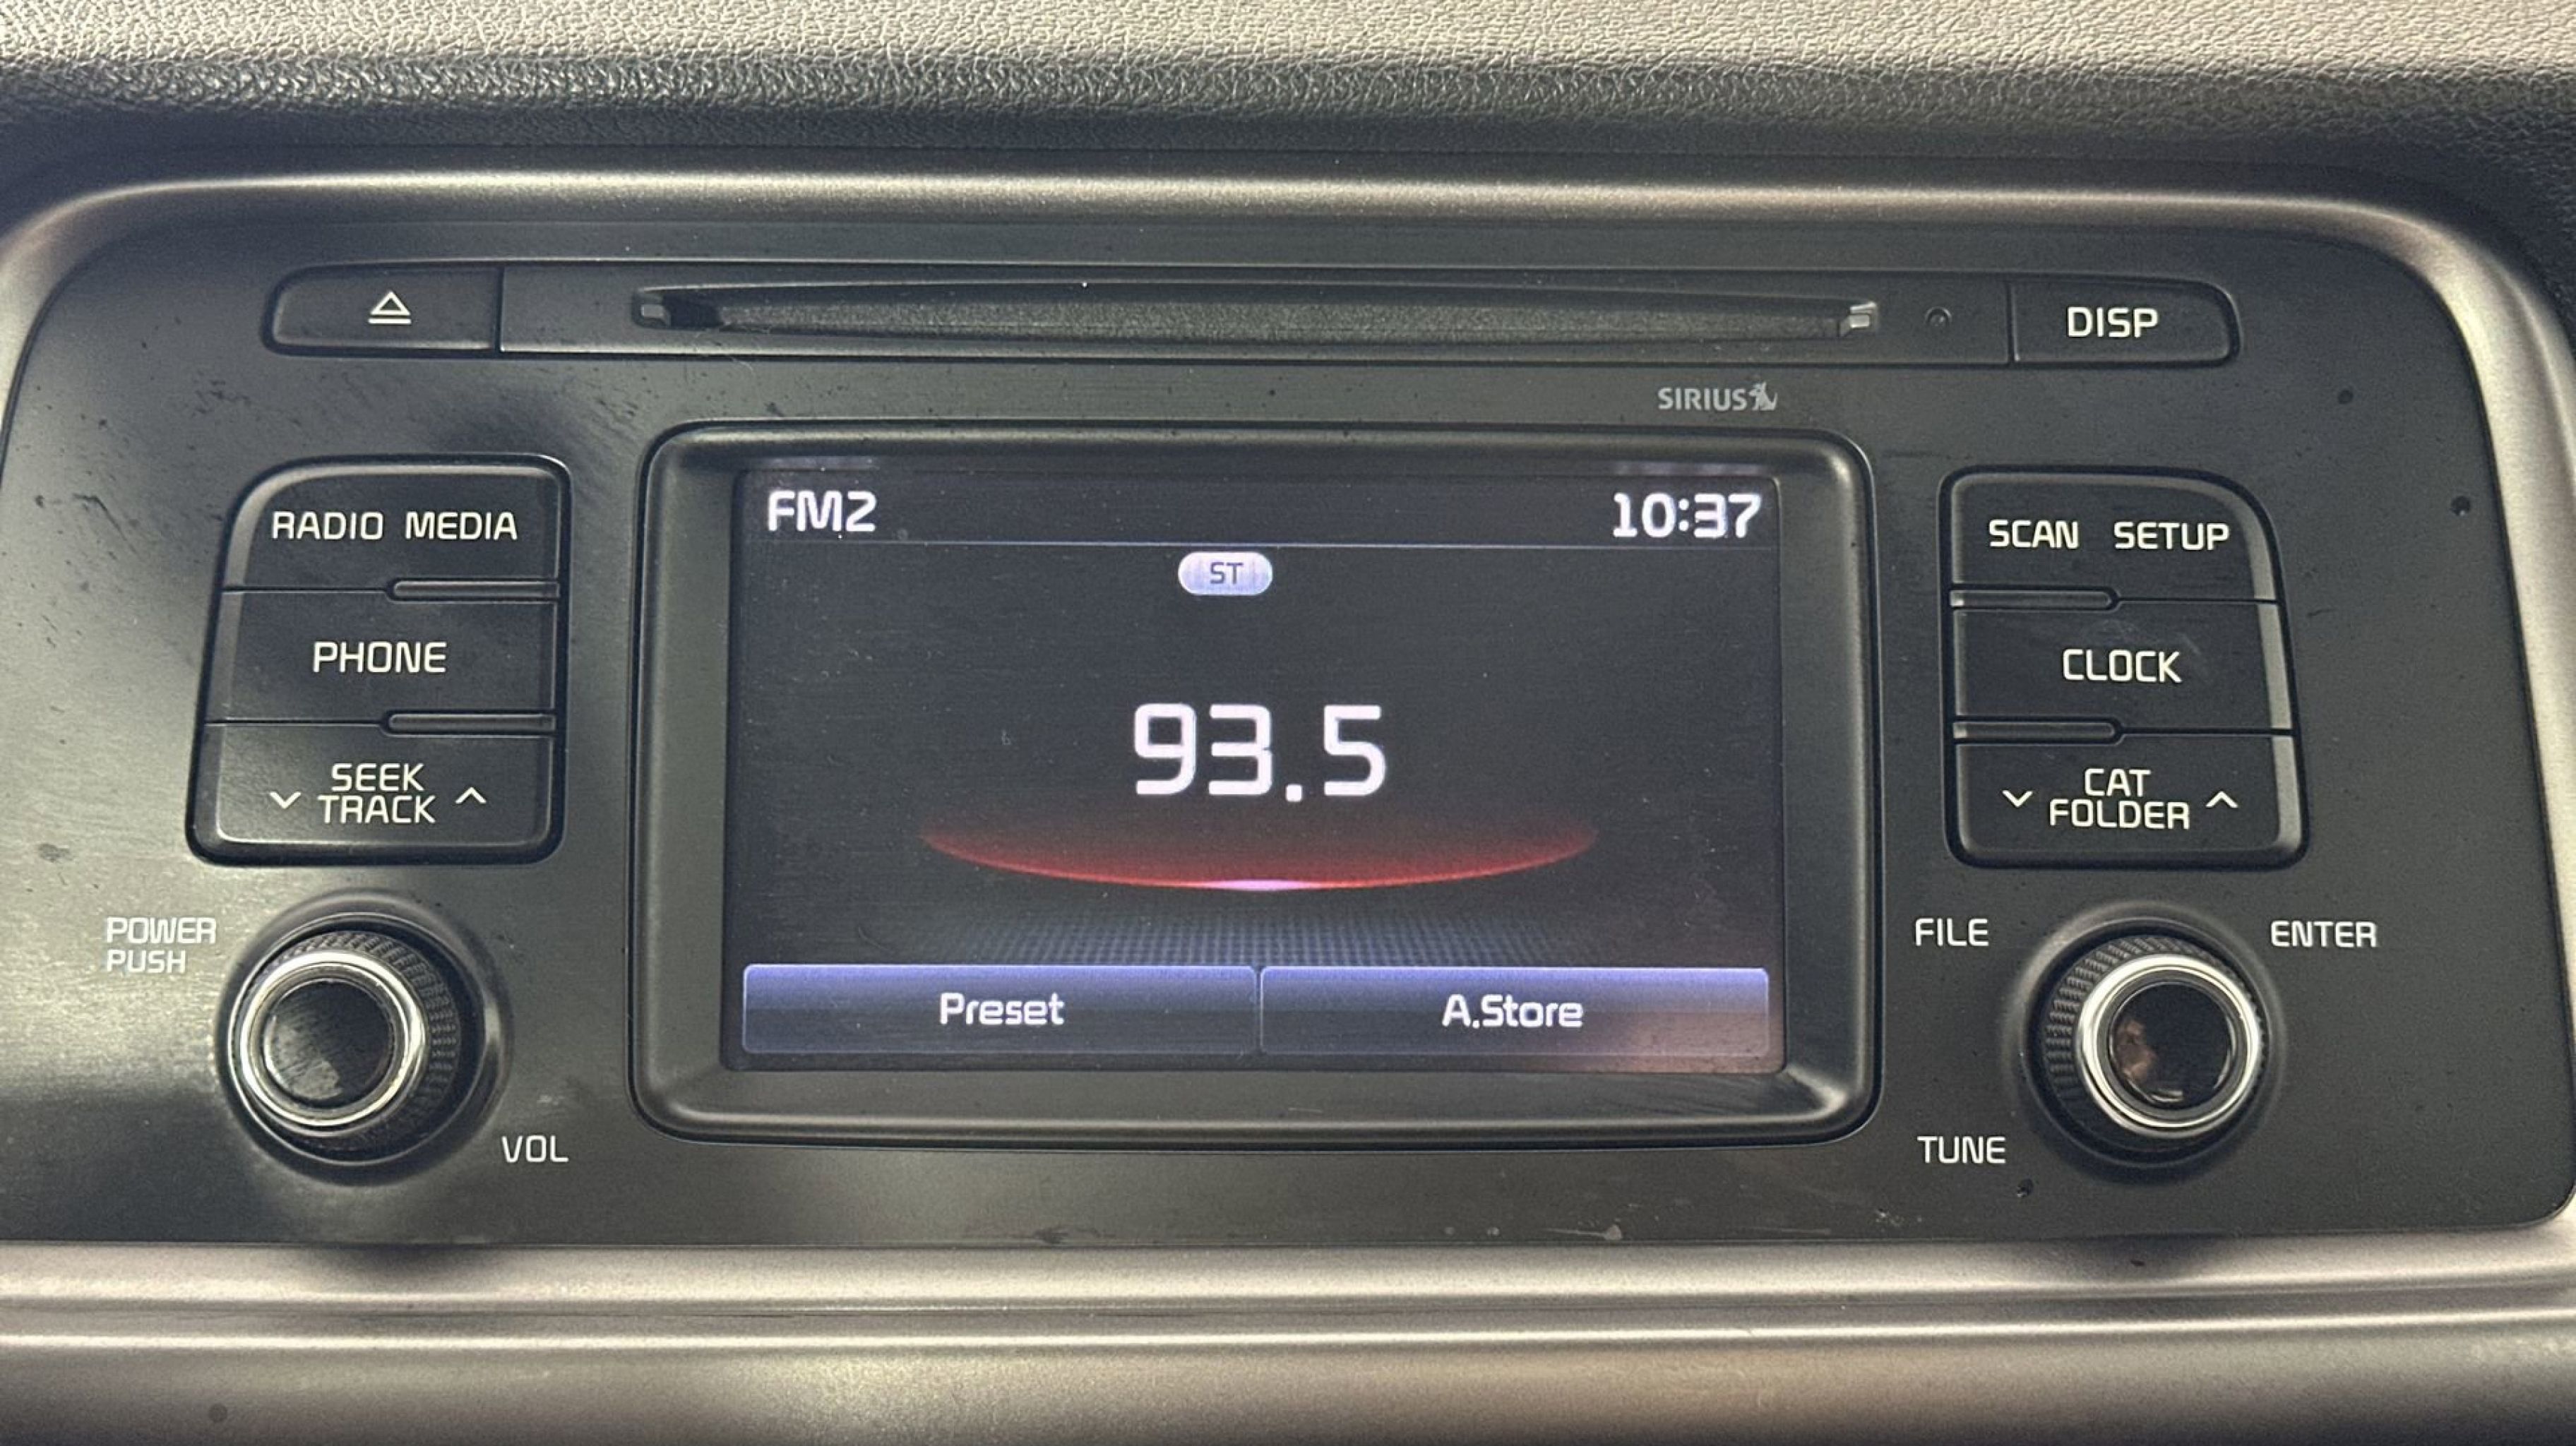 DISP
SIRIUS
RADIO MEDIA
PHONE
SEEK
TRACK
POWER
PUSH
VOL
FM2 10:37
ST
93.5
Preset A.Store
SCAN SETUP
CLOCK
CAT
FOLDER
FILE ENTER
TUNE